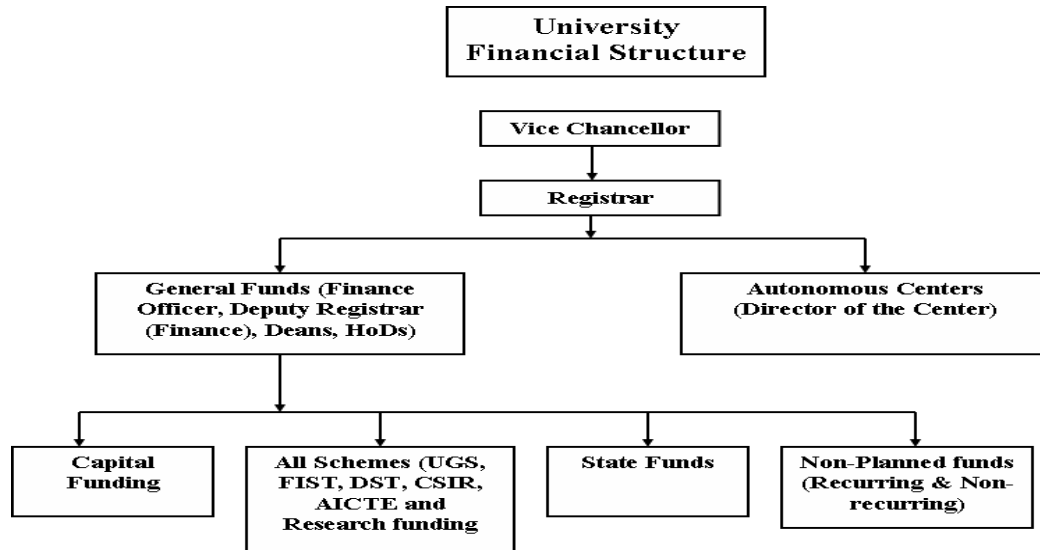 University
Financial Structure
Vice Chancellor
Registrar
General Funds (Finance
Officer, Deputy Registrar
(Finance), Deans, HoDs)
Autonomous Centers
(Director of the Center)
Capital
Funding
All Schemes (UGS,
FIST, DST, CSIR,
AICTE and
Research funding
State Funds
Non-Planned funds
(Recurring & Non-
recurring)